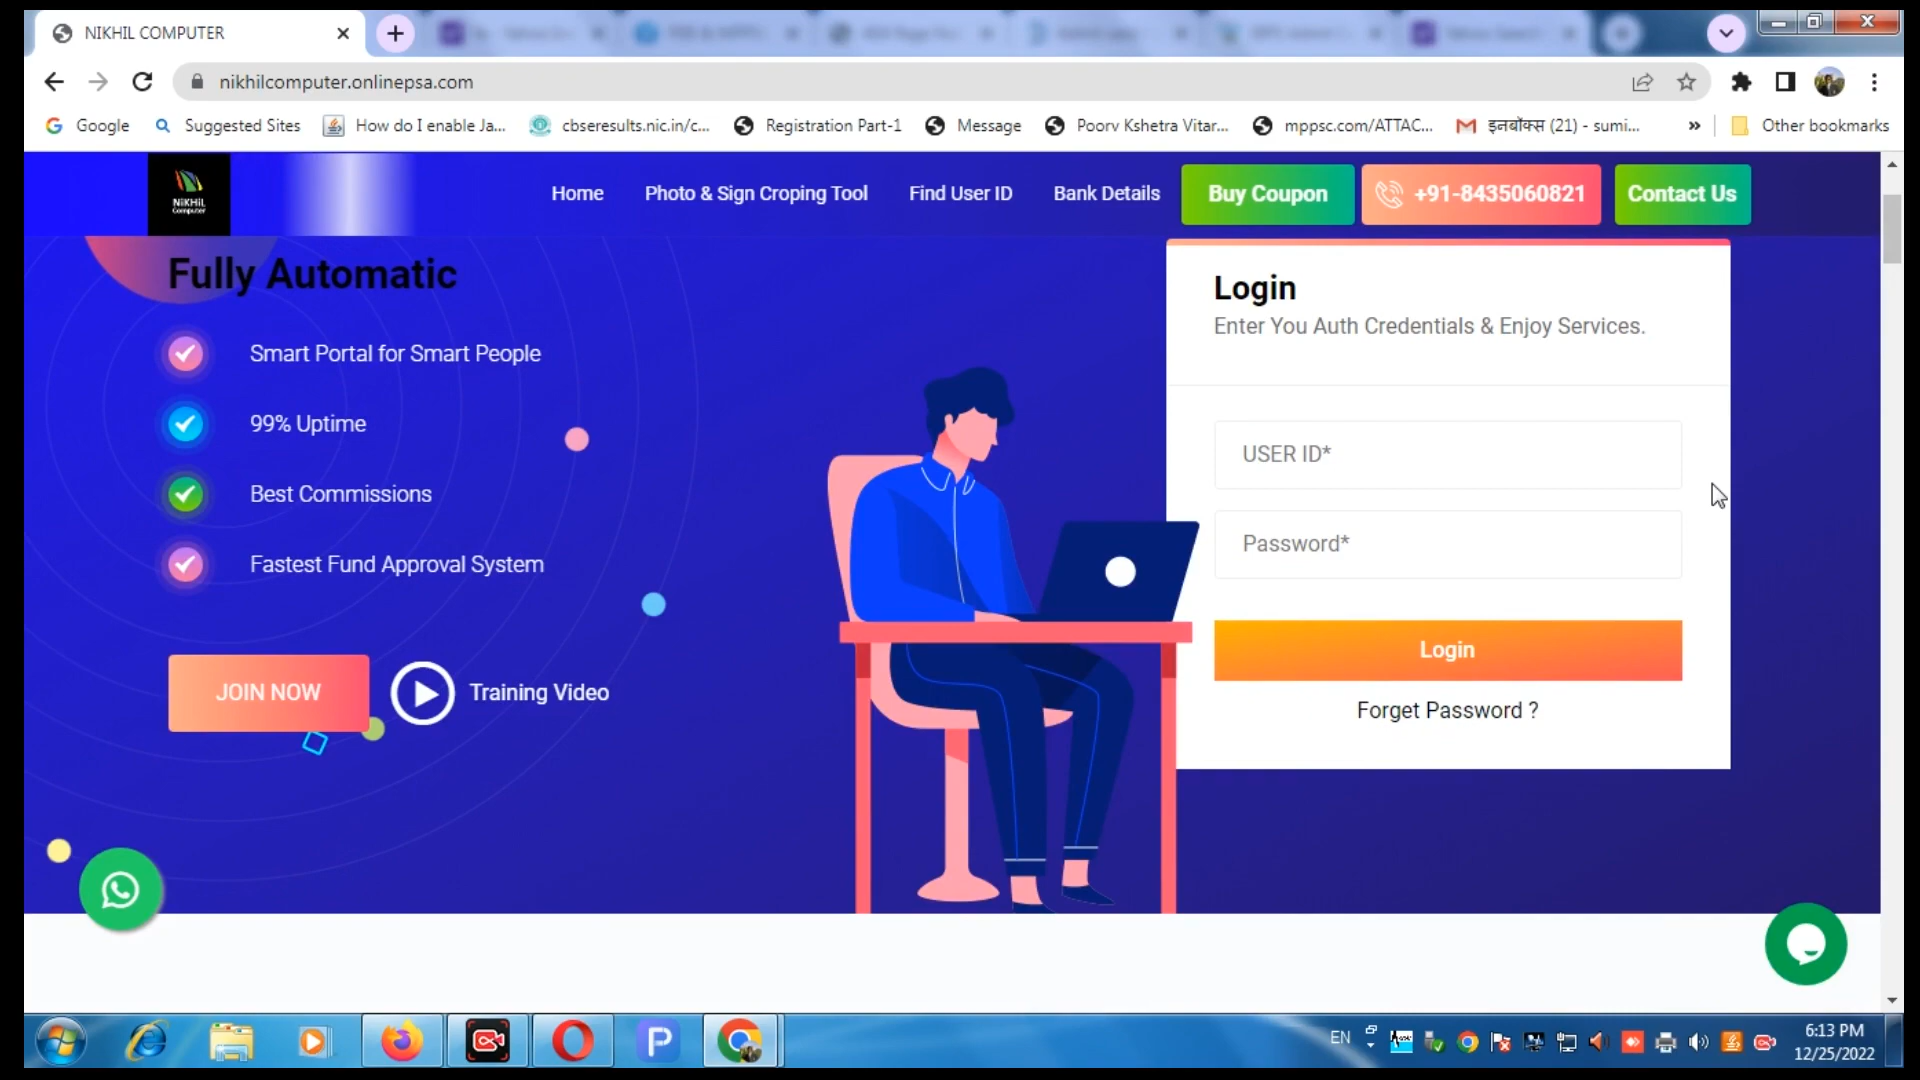 NIKHIL COMPUTER
nikhilcomputer.onlinepsa.com
Google
Suggested Sites
How do I enable Ja...
cbseresults.nic.in/c...
Registration Part-1
Message
Poorv Kshetra Vitar...
mppsc.com/ATTAC...
इनबॉक्स (21) - sumi...
»
Other bookmarks
NiKHiL
Computer
Home
Photo & Sign Croping Tool
Find User ID
Bank Details
Buy Coupon
+91-8435060821
Contact Us
Fully Automatic
Smart Portal for Smart People
99% Uptime
Best Commissions
Fastest Fund Approval System
JOIN NOW
Training Video
Login
Enter You Auth Credentials & Enjoy Services.
USER ID*
Password*
Login
Forget Password ?
EN
6:13 PM
12/25/2022